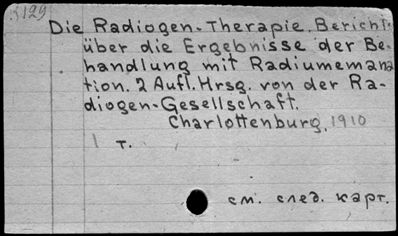 3129
Die Radiogen-Therapie. Bericht
über die Ergebnisse der Be-
handlung mit Radiumemana
tion. 2 Aufl. Hrsg. von der Ra-
diogen-Gesellschaft.
Charlottenburg, 1910
1 т.
см. след. карт.